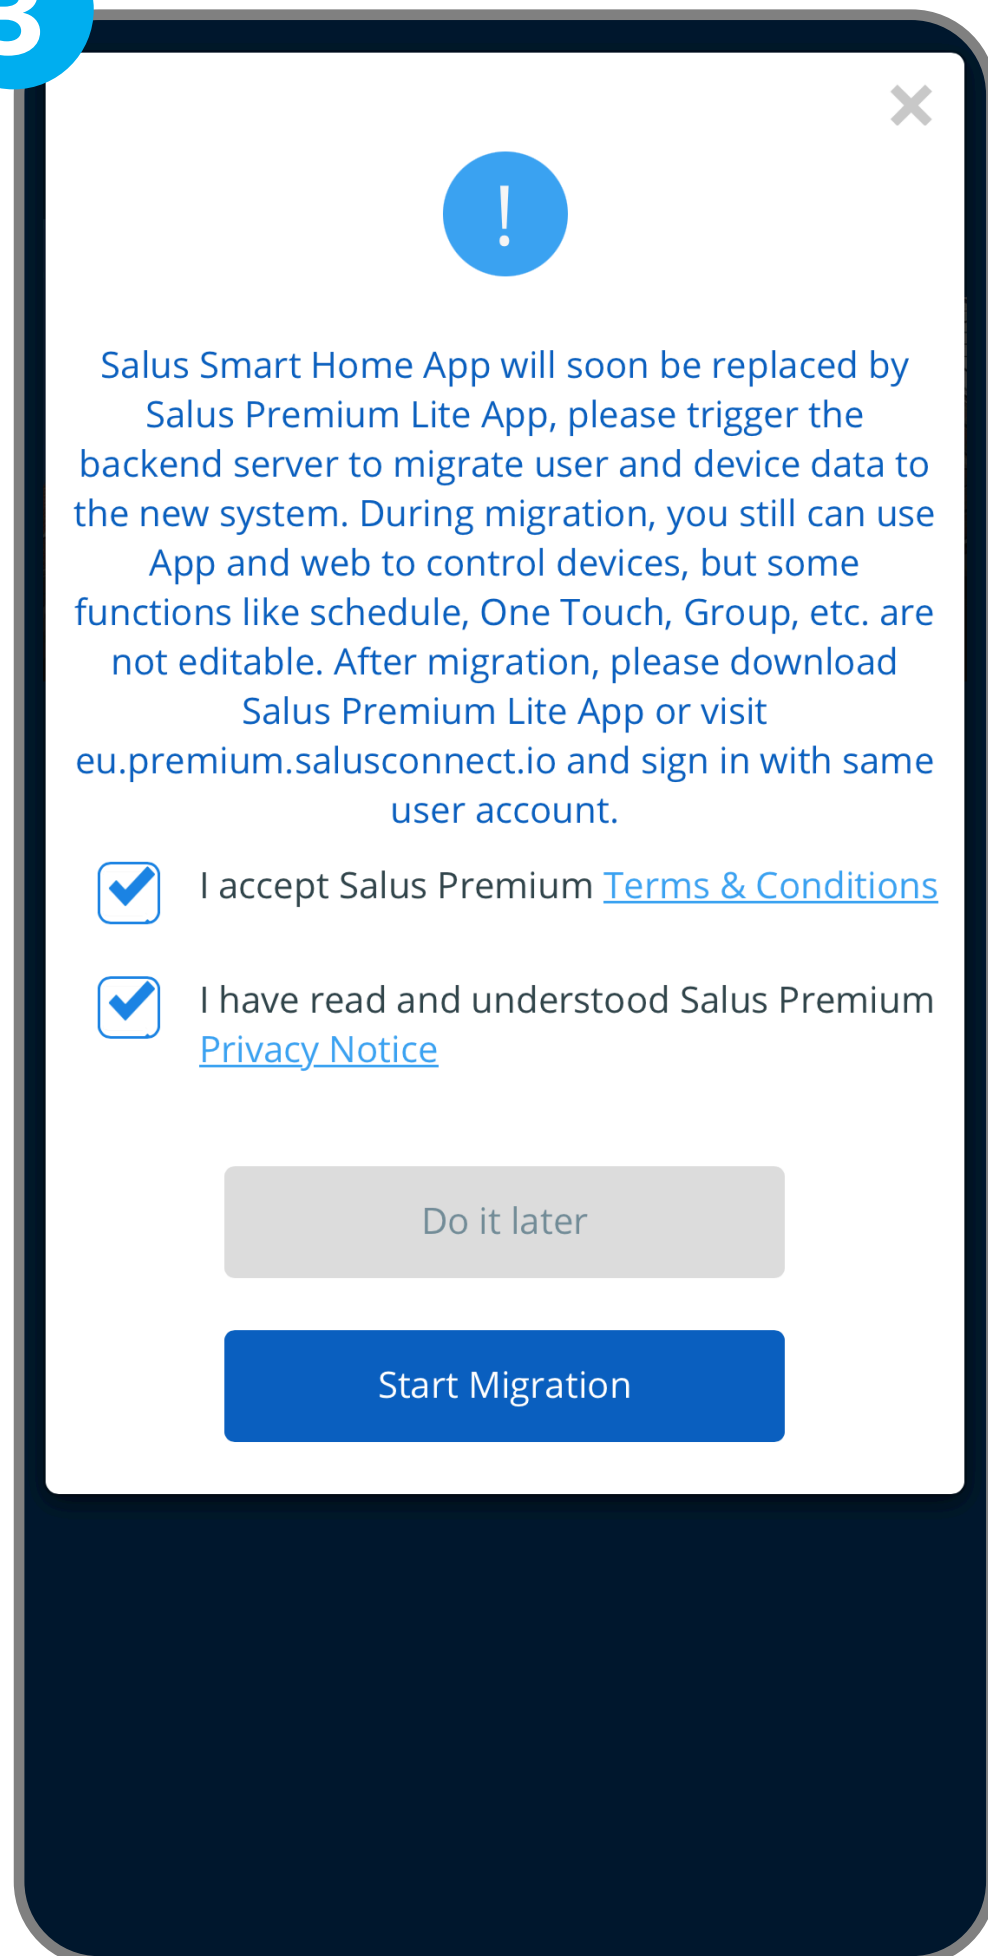 3
!
Salus Smart Home App will soon be replaced by
Salus Premium Lite App, please trigger the
backend server to migrate user and device data to
the new system. During migration, you still can use
App and web to control devices, but some
functions like schedule, One Touch, Group, etc. are
not editable. After migration, please download
Salus Premium Lite App or visit
eu.premium.salusconnect.io and sign in with same
user account.
I accept Salus Premium Terms & Conditions
I have read and understood Salus Premium
Privacy Notice
Do it later
Start Migration